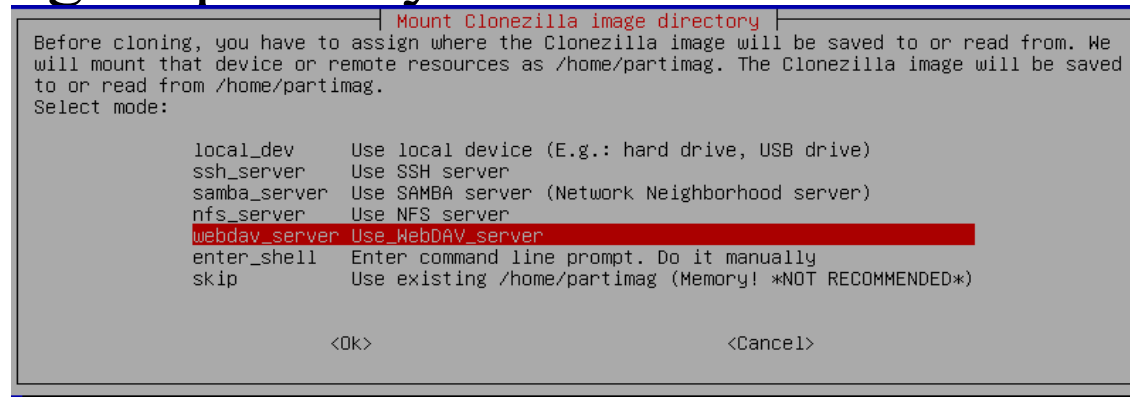 Mount Clonezilla image directory
Before cloning, you have to assign where the Clonezilla image will be saved to or read from. We
will mount that device or remote resources as /home/partimag. The Clonezilla image will be saved
to or read from /home/partimag.
Select mode:
local_dev Use local device (E.g.: hard drive, USB drive)
ssh_server Use SSH server
samba_server Use SAMBA server (Network Neighborhood server)
nfs_server Use NFS server
webdav_server Use_WebDAV_server
enter_shell Enter command line prompt. Do it manually
skip Use existing /home/partimag (Memory! *NOT RECOMMENDED*)
<Ok> <Cancel>